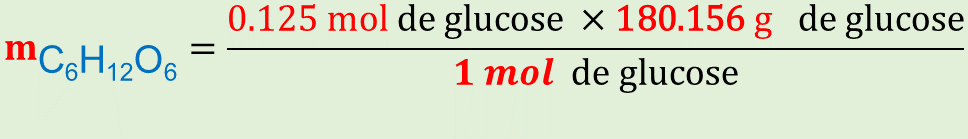 0.125 mol de glucose × 180.156 g de glucose
mC₆H₁₂O₆ =
1 mol de glucose